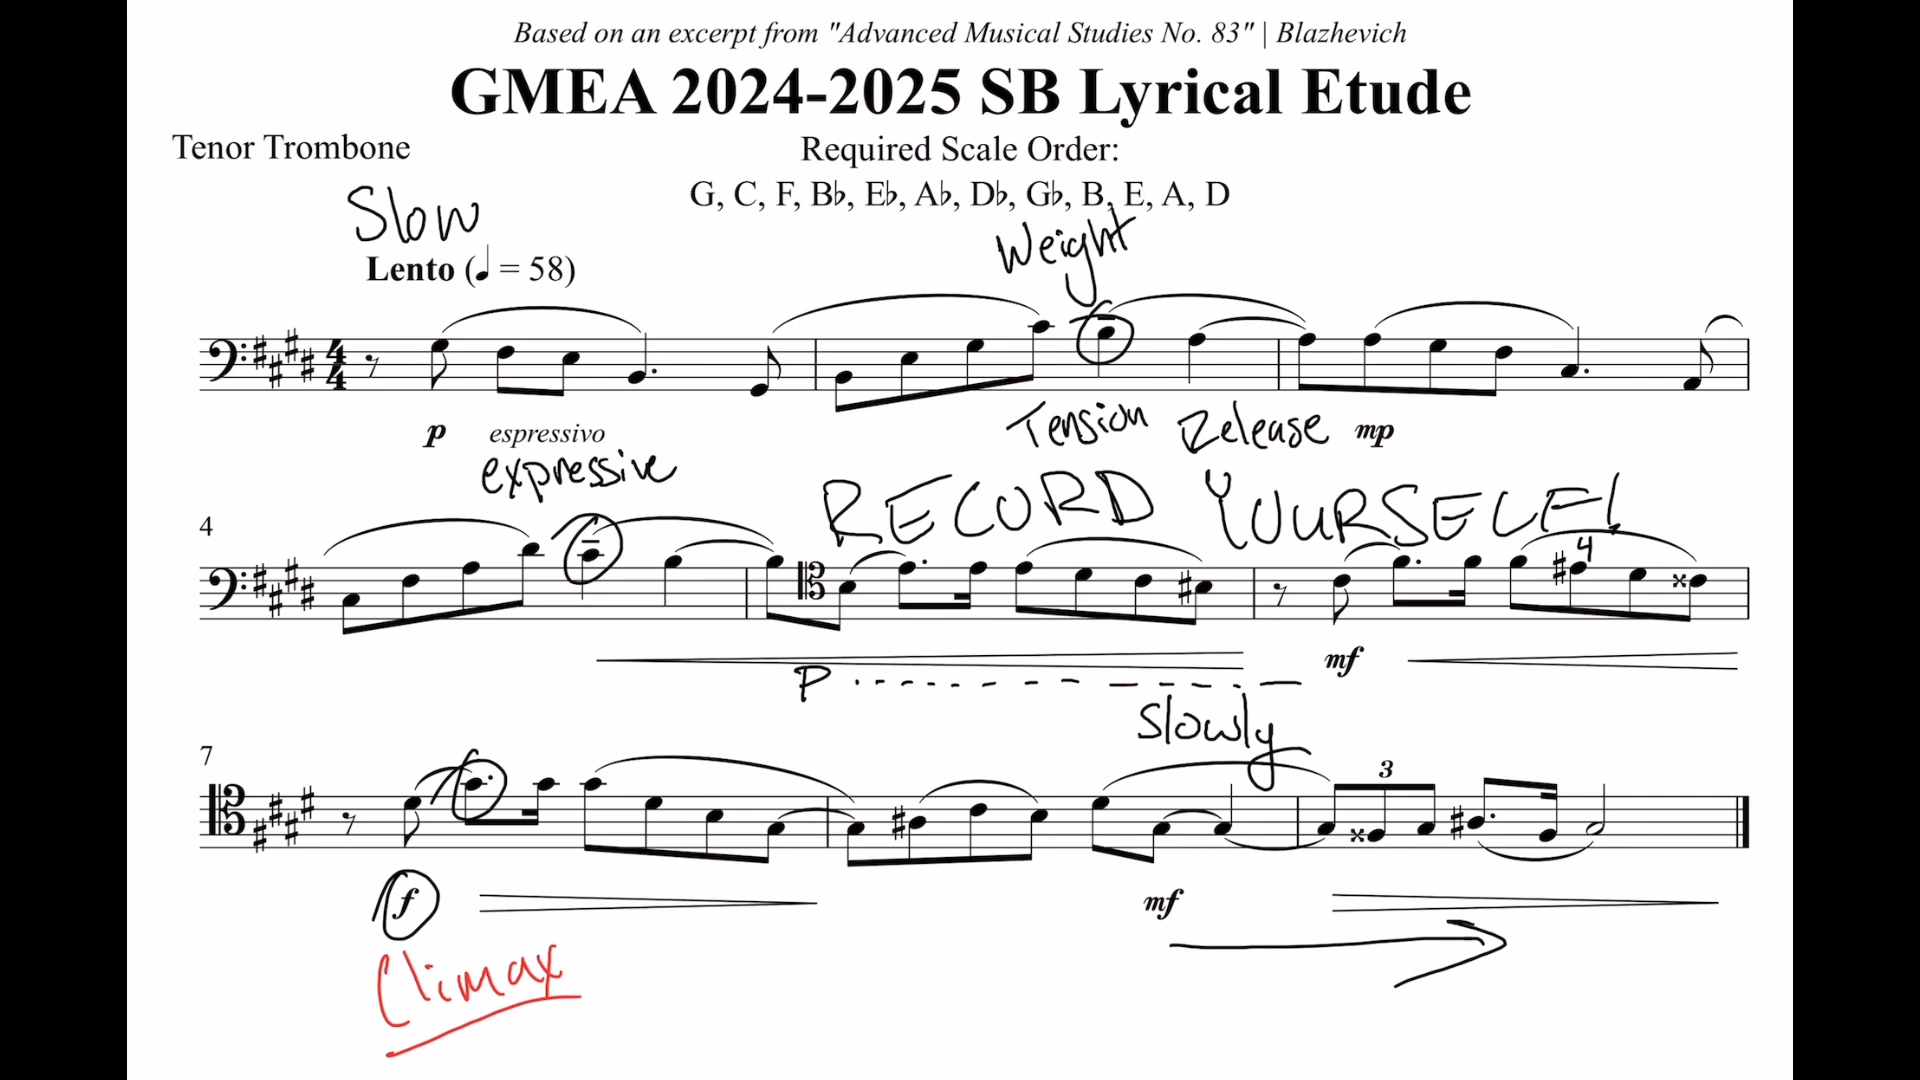 Based on an excerpt from "Advanced Musical Studies No. 83" | Blazhevich
GMEA 2024-2025 SB Lyrical Etude
Tenor Trombone
Required Scale Order:
G, C, F, B♭, E♭, A♭, D♭, G♭, B, E, A, D
Slow
Weight
Lento (♩ = 58)
4
4
p espressivo
Tension Release mp
expressive
RECORD YOURSELF!
4
4
mf
P
Slowly
7
3
f
mf
Climax